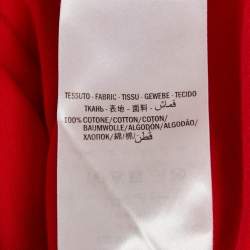 TESSUTO - FABRIC - TISSU - GEWEBE - TECIDO
ТКАНЬ - 表地 - 面料 - قماش
100% COTONE/COTTON/COTON/
BAUMWOLLE/ALGODÓN/ALGODÃO/
ХЛОПОК/綿/棉/قطن